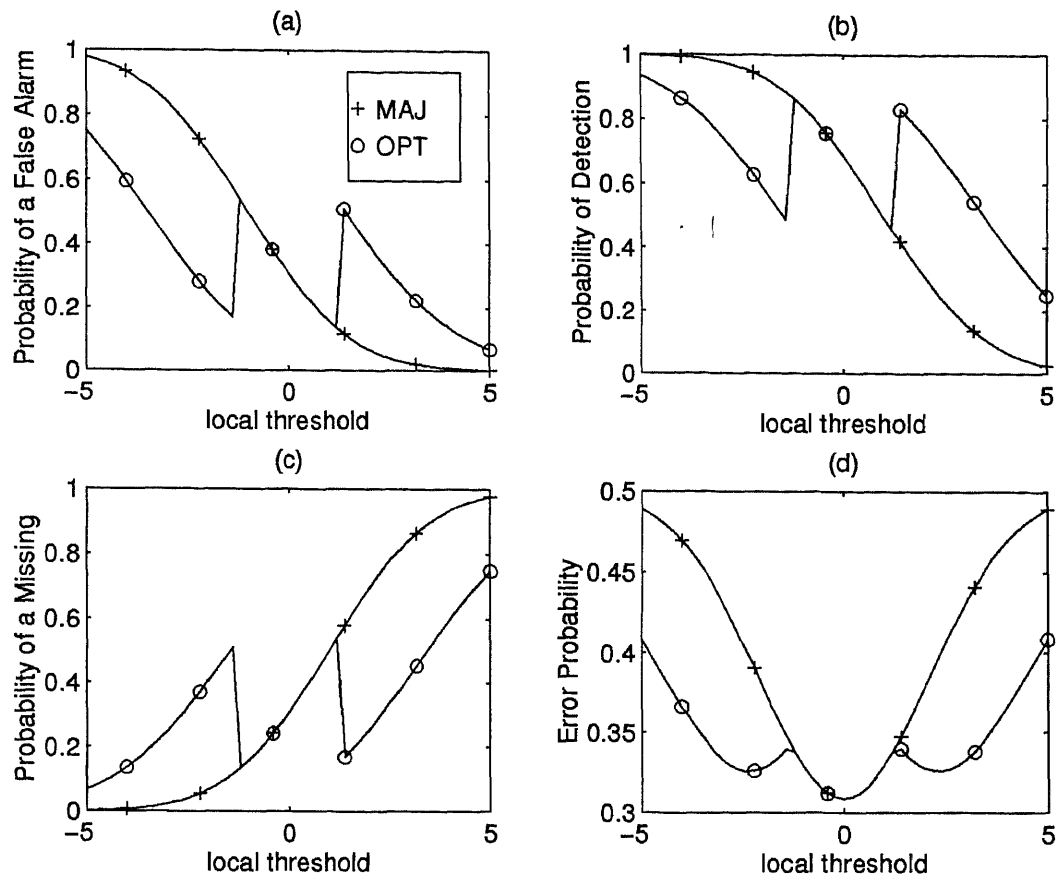 (a)
Probability of a False Alarm
1
0.8
0.6
0.4
0.2
0
−5
0
5
local threshold
+ MAJ
o OPT
(b)
Probability of Detection
1
0.8
0.6
0.4
0.2
0
−5
0
5
local threshold
(c)
Probability of a Missing
1
0.8
0.6
0.4
0.2
0
−5
0
5
local threshold
(d)
Error Probability
0.5
0.45
0.4
0.35
0.3
−5
0
5
local threshold